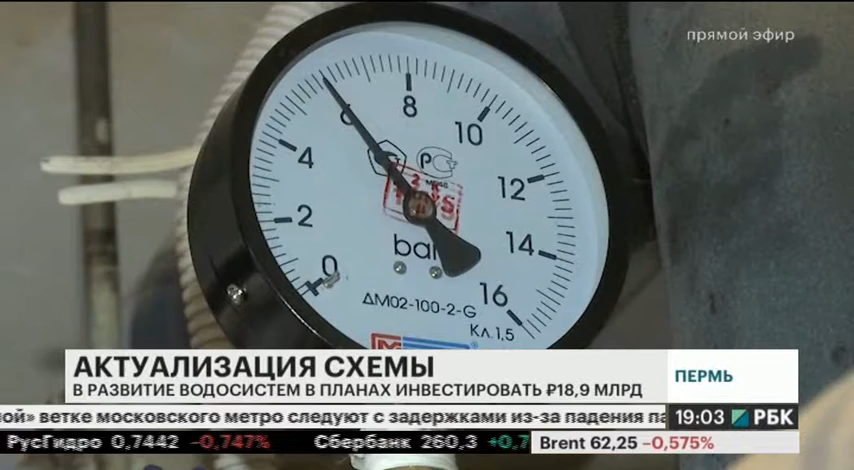 прямой эфир
8
6
10
4
12
2
14
0
16
bar
ΔM02-100-2-G
Кл.1,5
АКТУАЛИЗАЦИЯ СХЕМЫ
В РАЗВИТИЕ ВОДОСИСТЕМ В ПЛАНАХ ИНВЕСТИРОВАТЬ ₽18,9 МЛРД
ПЕРМЬ
ой» ветке московского метро следуют с задержками из-за падения па
19:03 РБК
РусГидро 0,7442 -0,747% Сбербанк 260,3 +0,7
Brent 62,25 -0,575%